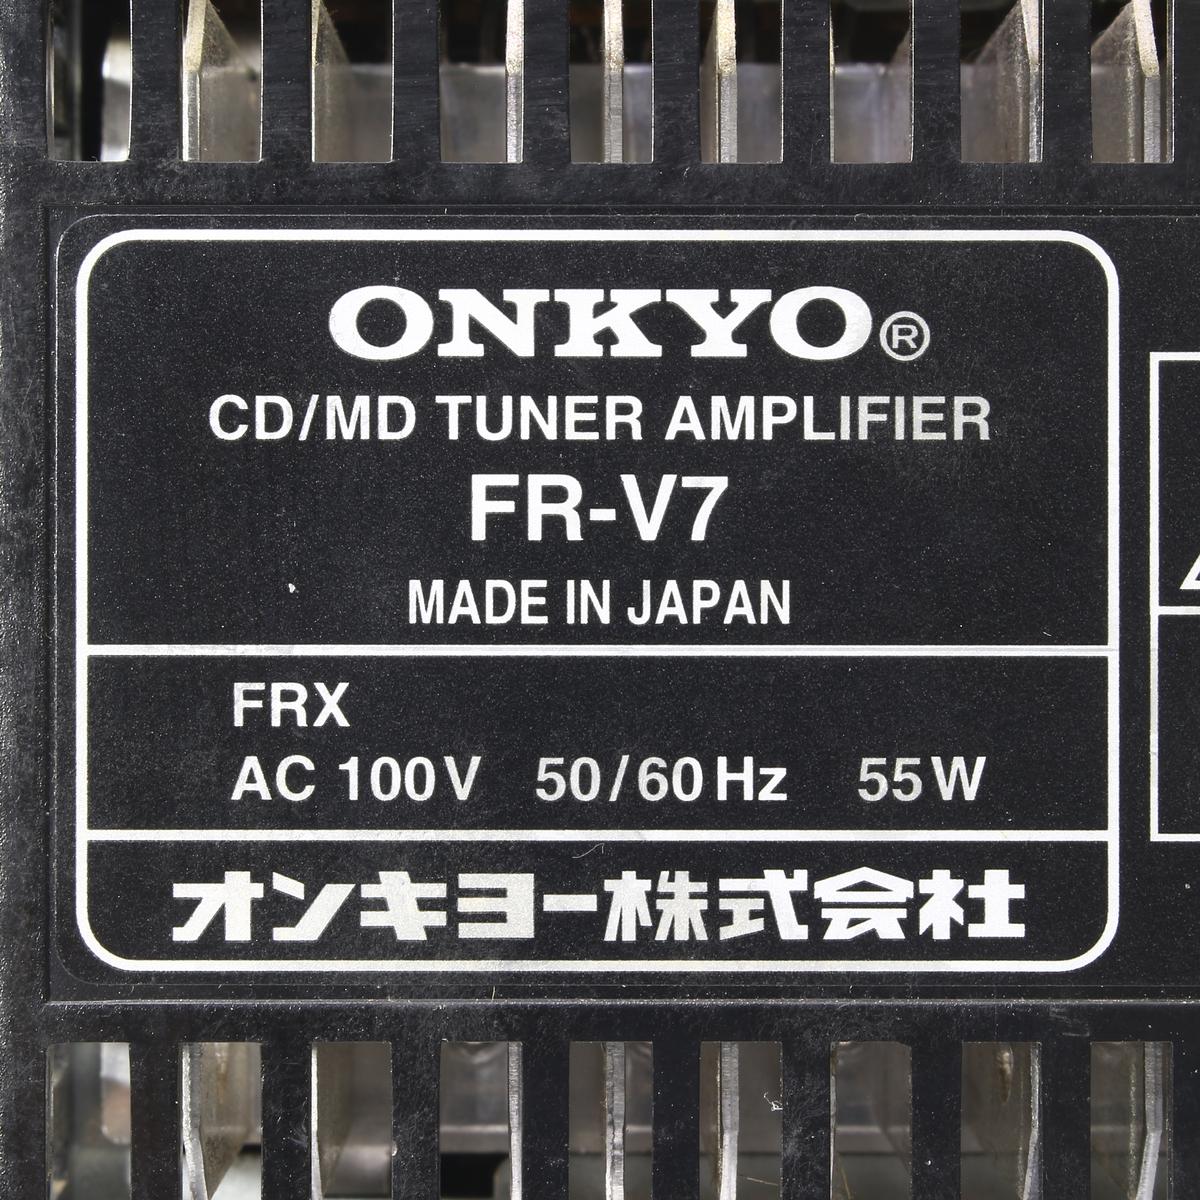 ONKYO®
CD/MD TUNER AMPLIFIER
FR-V7
MADE IN JAPAN
FRX
AC 100V 50/60Hz 55W
オンキヨー株式会社